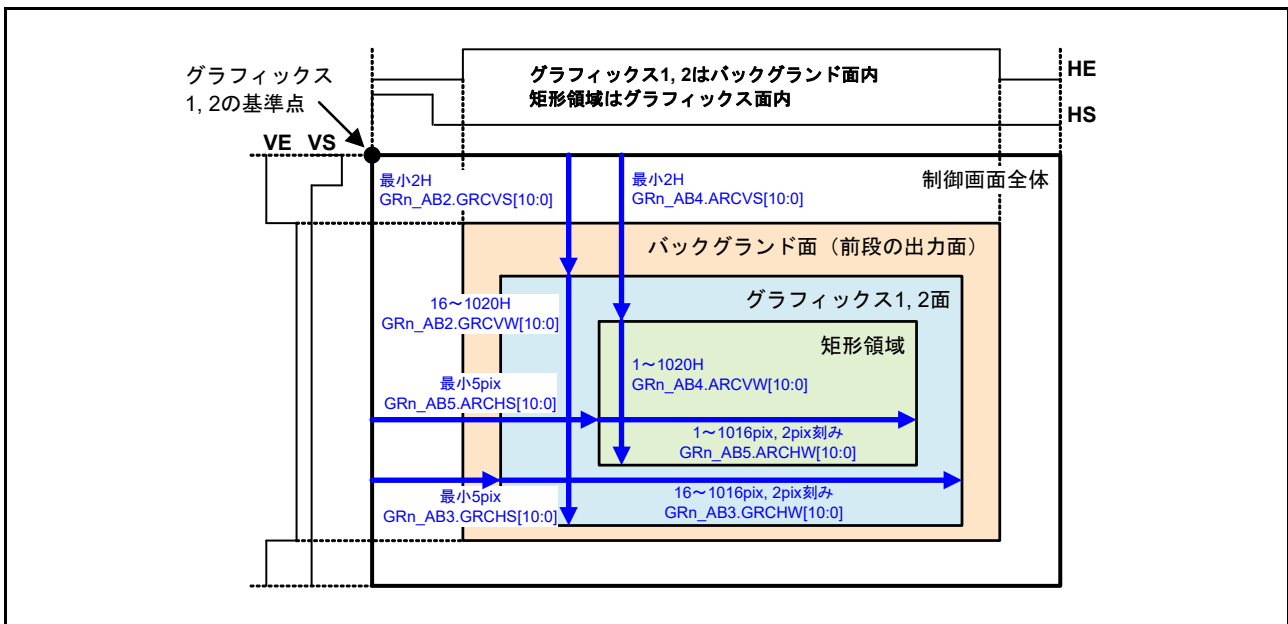 グラフィックス
1, 2の基準点
グラフィックス1, 2はバックグランド面内
矩形領域はグラフィックス面内
HE
HS
VE VS
最小2H
GRn_AB2.GRCVS[10:0]
最小2H
GRn_AB4.ARCVS[10:0]
制御画面全体
バックグランド面（前段の出力面）
16～1020H
GRn_AB2.GRCVW[10:0]
グラフィックス1, 2面
矩形領域
1～1020H
GRn_AB4.ARCVW[10:0]
最小5pix
GRn_AB5.ARCHS[10:0]
1～1016pix, 2pix刻み
GRn_AB5.ARCHW[10:0]
最小5pix
GRn_AB3.GRCHS[10:0]
16～1016pix, 2pix刻み
GRn_AB3.GRCHW[10:0]